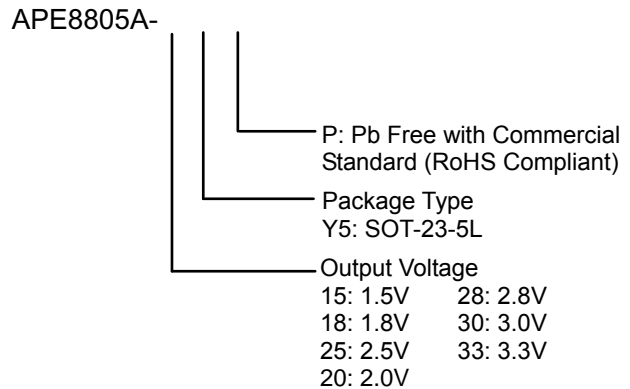 APE8805A-
P: Pb Free with Commercial
Standard (RoHS Compliant)
Package Type
Y5: SOT-23-5L
Output Voltage
15: 1.5V 28: 2.8V
18: 1.8V 30: 3.0V
25: 2.5V 33: 3.3V
20: 2.0V